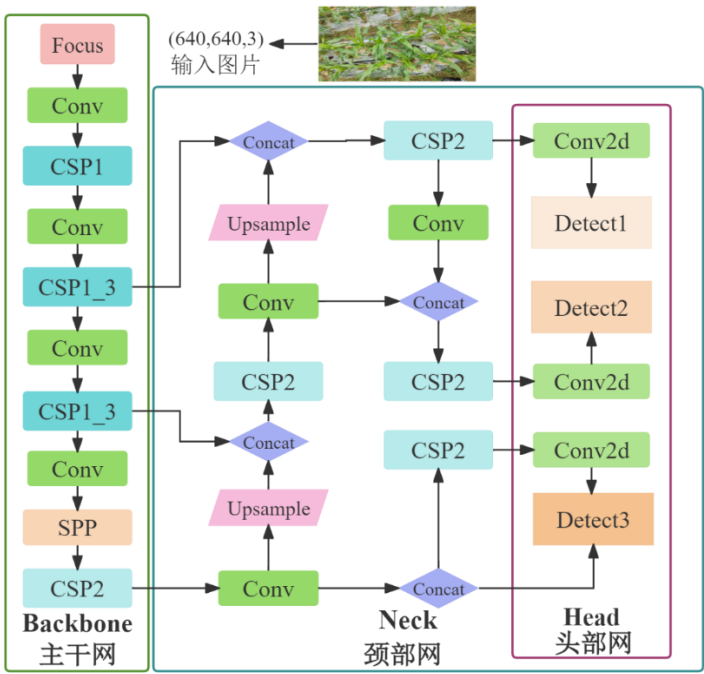 Focus
Conv
CSP1
Conv
CSP1_3
Conv
CSP1_3
Conv
SPP
CSP2
Backbone
主干网
(640,640,3)
输入图片
Concat
Upsample
Conv
CSP2
Concat
Upsample
Conv
CSP2
Conv
Concat
CSP2
CSP2
Concat
Neck
颈部网
Conv2d
Detect1
Detect2
Conv2d
Conv2d
Detect3
Head
头部网